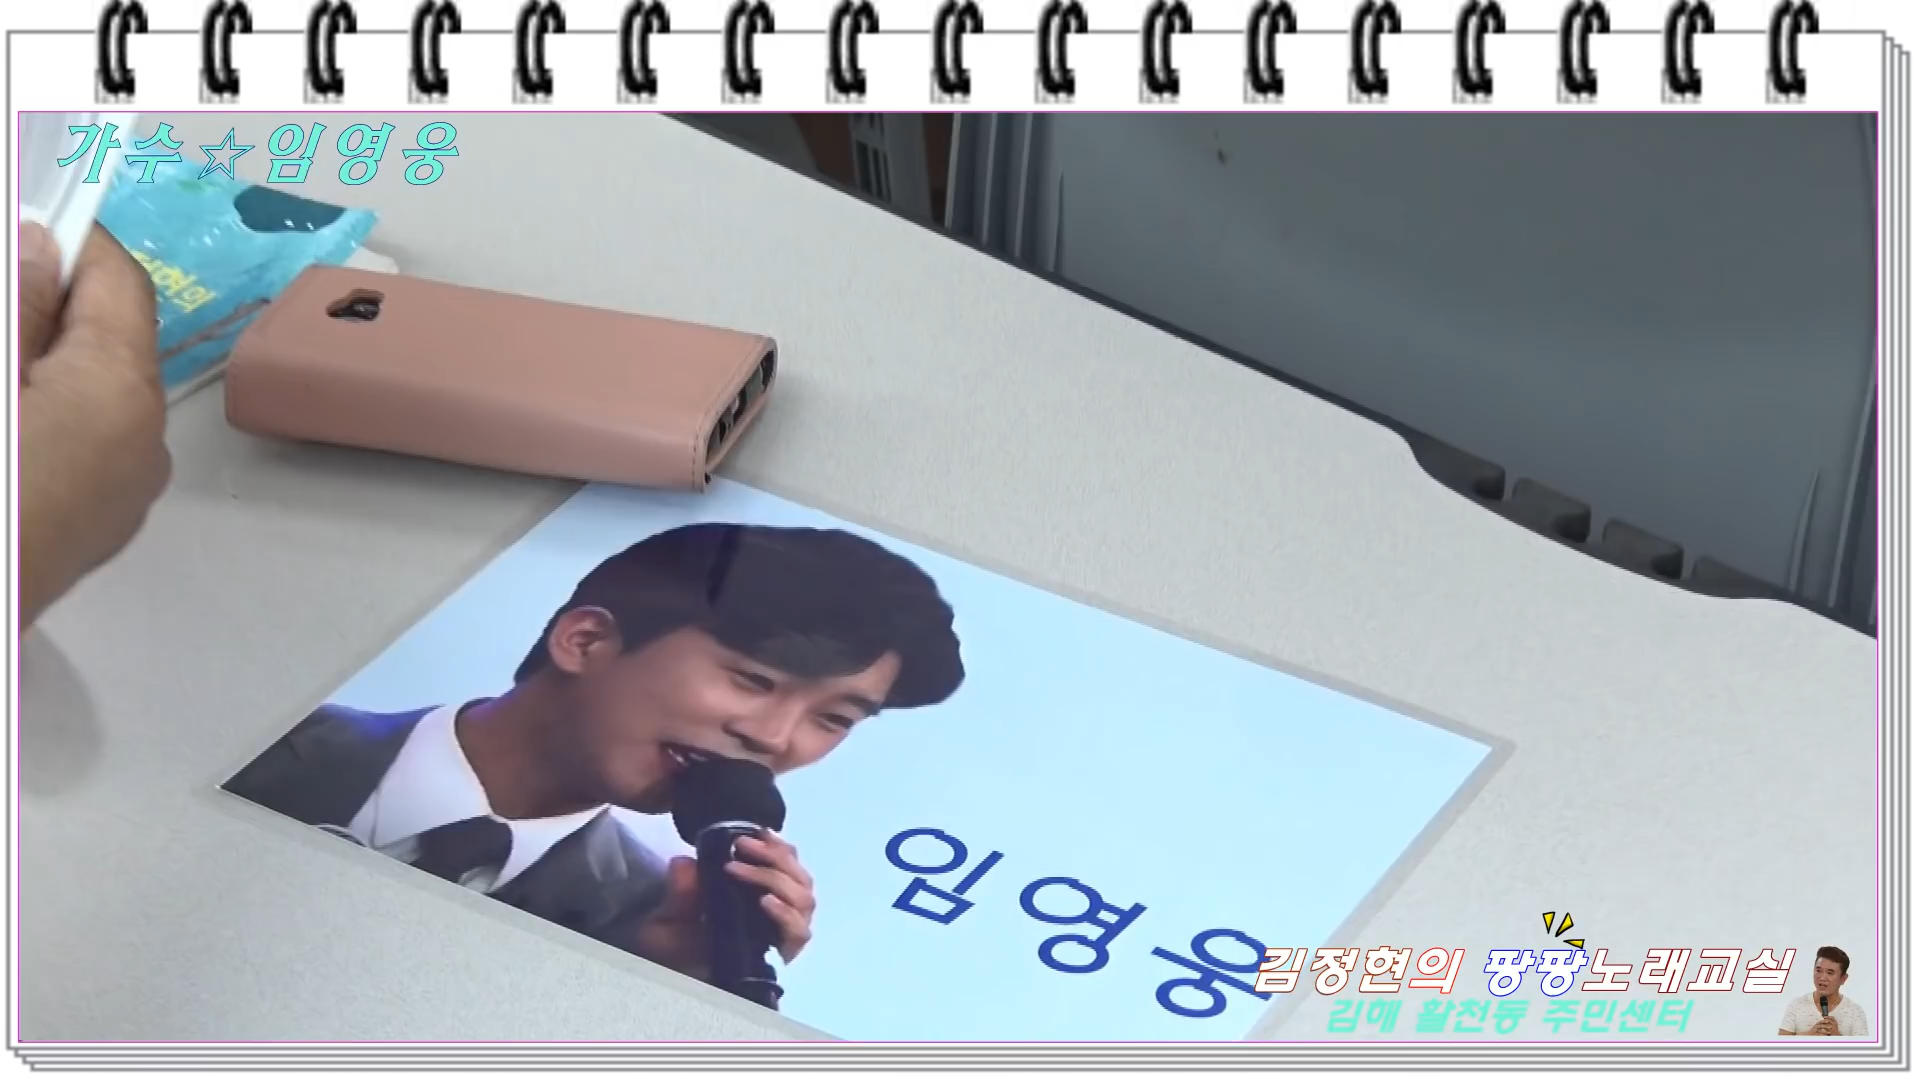 가수☆임영웅
임영웅
김정현의 팡팡노래교실
김해 활천동 주민센터